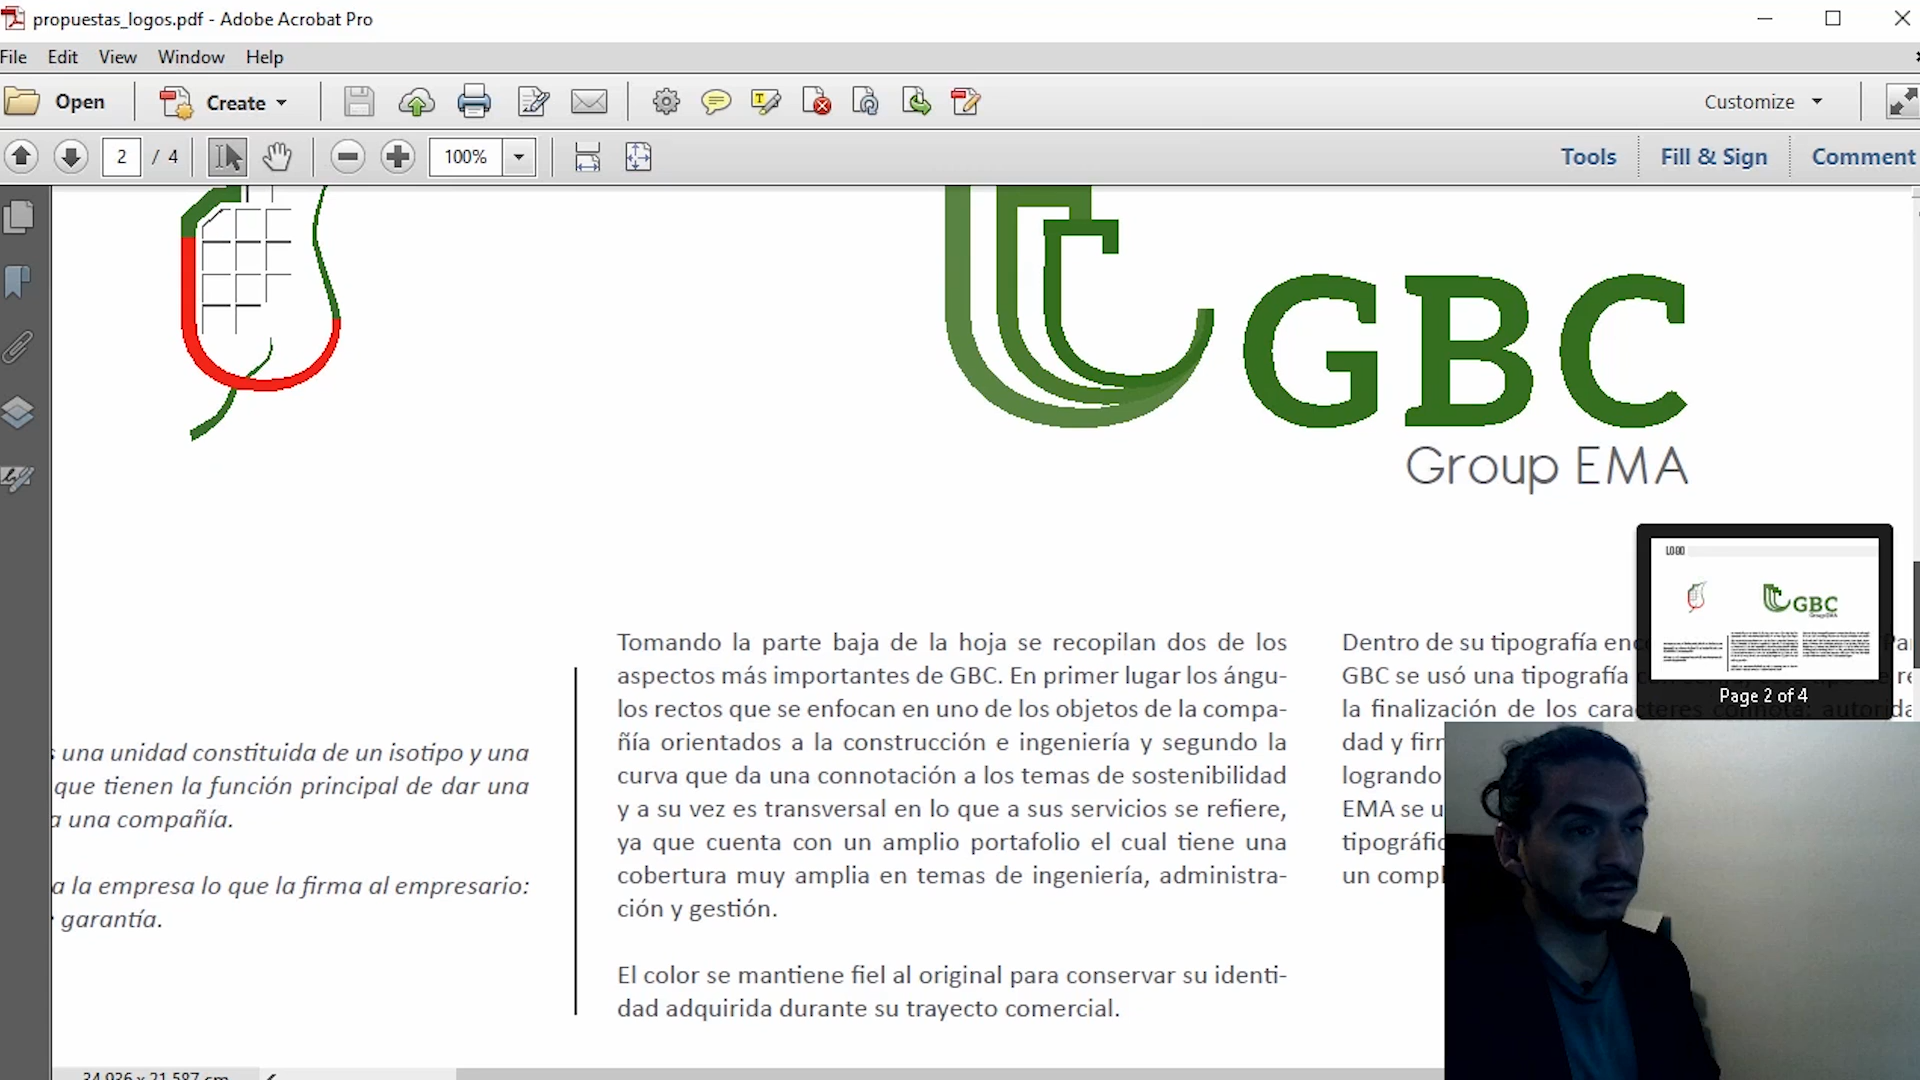 propuestas_logos.pdf - Adobe Acrobat Pro
File Edit View Window Help
Open Create Customize
2 / 4 100% Tools Fill & Sign Comment
GBC
Group EMA
una unidad constituida de un isotipo y una
que tienen la función principal de dar una
a una compañía.
a la empresa lo que la firma al empresario:
garantía.
Tomando la parte baja de la hoja se recopilan dos de los
aspectos más importantes de GBC. En primer lugar los ángu-
los rectos que se enfocan en uno de los objetos de la compa-
ñía orientados a la construcción e ingeniería y segundo la
curva que da una connotación a los temas de sostenibilidad
y a su vez es transversal en lo que a sus servicios se refiere,
ya que cuenta con un amplio portafolio el cual tiene una
cobertura muy amplia en temas de ingeniería, administra-
ción y gestión.
El color se mantiene fiel al original para conservar su identi-
dad adquirida durante su trayecto comercial.
Dentro de su tipografía
GBC se usó una tipografía
la finalización de los
dad y
logrando
EMA se
un
LOGO
GBC
Page 2 of 4
34,936 x 21,587 cm